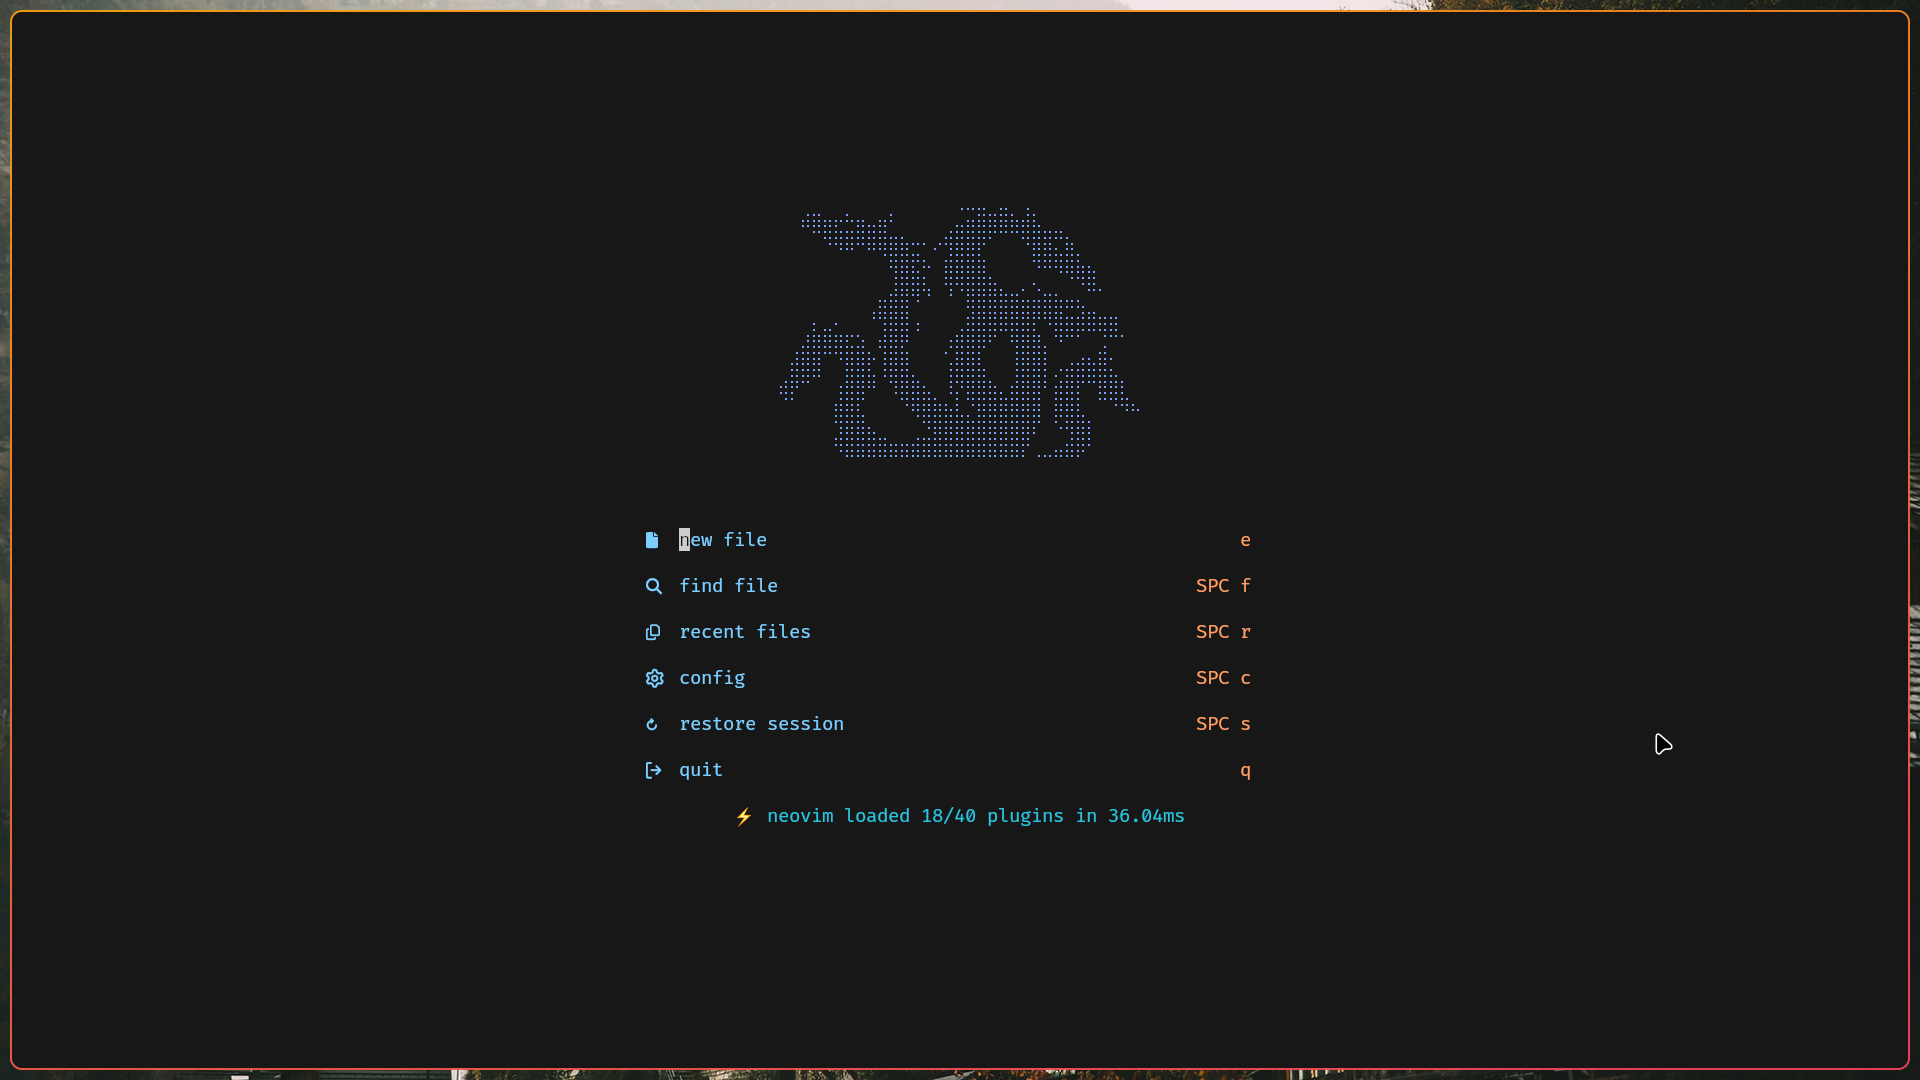 new file e
find file SPC f
recent files SPC r
config SPC c
restore session SPC s
quit q
⚡ neovim loaded 18/40 plugins in 36.04ms